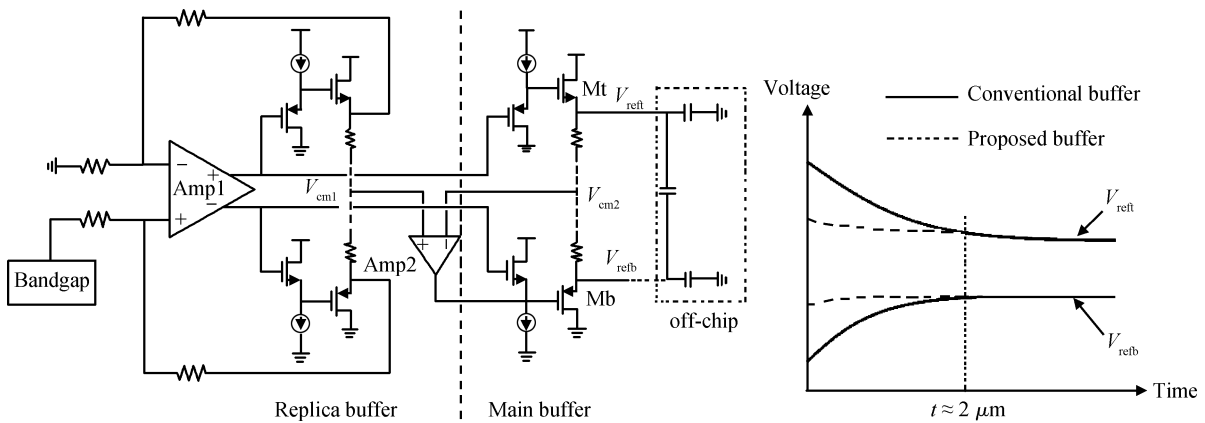 Amp1
− +
+ −
Bandgap
V_cm1
Amp2
+ −
Replica buffer
Mt
V_reft
V_cm2
V_refb
Mb
off-chip
Main buffer
Voltage
Conventional buffer
Proposed buffer
V_reft
V_refb
Time
t ≈ 2 μm